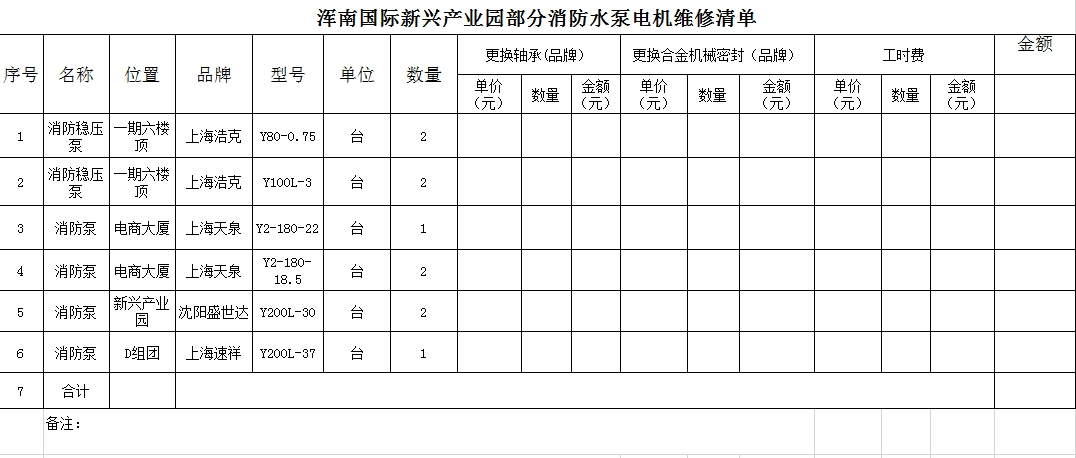 浑南国际新兴产业园部分消防水泵电机维修清单
序号 名称 位置 品牌 型号 单位 数量 更换轴承(品牌) 更换合金机械密封（品牌） 工时费 金额
单价（元） 数量 金额（元） 单价（元） 数量 金额（元） 单价（元） 数量 金额（元）
1 消防稳压泵 一期六楼顶 上海浩克 Y80-0.75 台 2
2 消防稳压泵 一期六楼顶 上海浩克 Y100L-3 台 2
3 消防泵 电商大厦 上海天泉 Y2-180-22 台 1
4 消防泵 电商大厦 上海天泉 Y2-180-18.5 台 2
5 消防泵 新兴产业园 沈阳盛世达 Y200L-30 台 2
6 消防泵 D组团 上海速祥 Y200L-37 台 1
7 合计
备注：